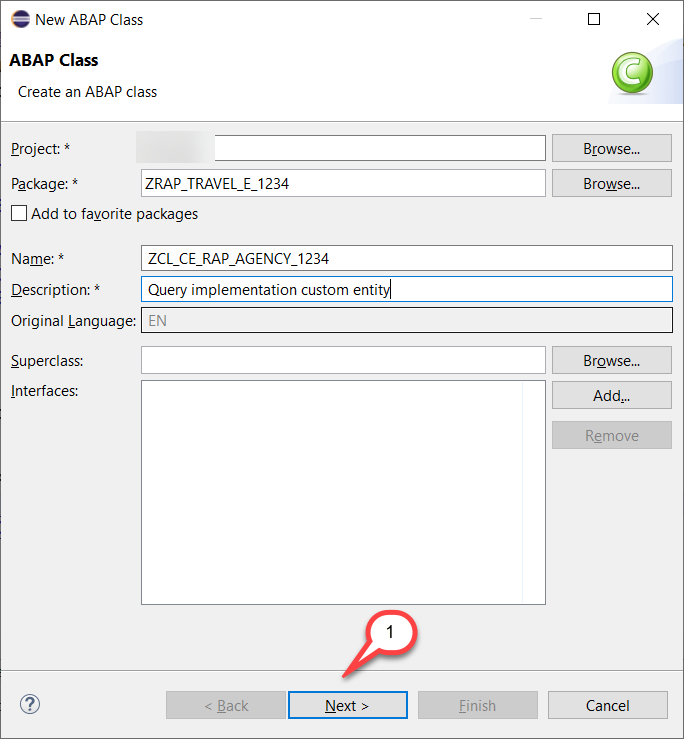 New ABAP Class
ABAP Class
Create an ABAP class
C
Project: * Browse...
Package: * ZRAP_TRAVEL_E_1234 Browse...
Add to favorite packages
Name: * ZCL_CE_RAP_AGENCY_1234
Description: * Query implementation custom entity
Original Language: EN
Superclass: Browse...
Interfaces: Add...
Remove
1
? < Back Next > Finish Cancel